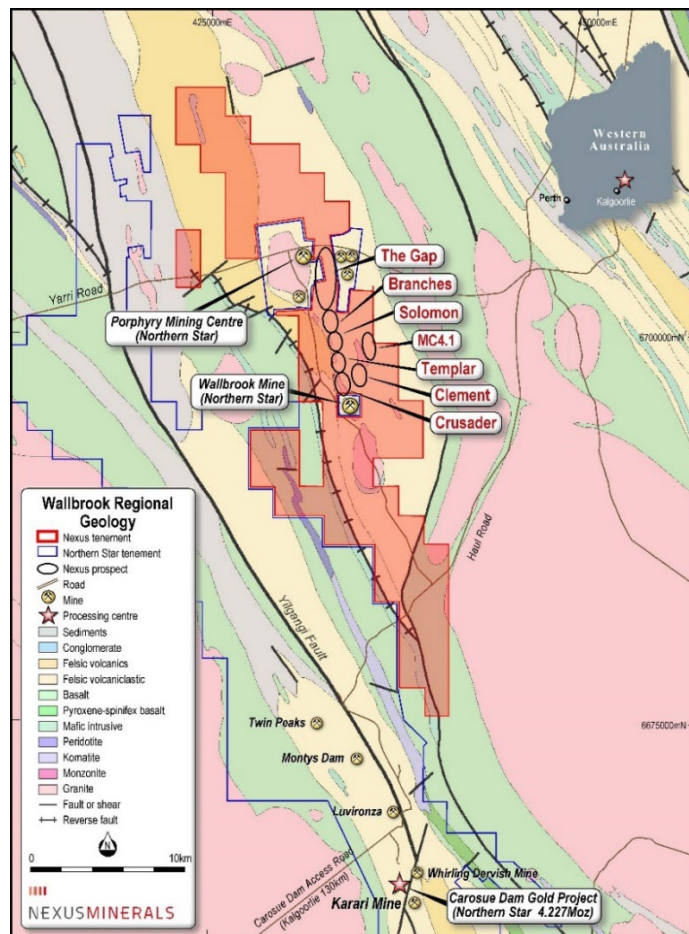 425000mE
450000mE
Western
Australia
Perth
Kalgoorlie
The Gap
Branches
Solomon
MC4.1
Templar
Clement
Crusader
Yarri Road
Porphyry Mining Centre
(Northern Star)
Wallbrook Mine
(Northern Star)
6700000mN
Haul Road
Yilgangi Fault
Wallbrook Regional
Geology
Nexus tenement
Northern Star tenement
Nexus prospect
Road
Mine
Processing centre
Sediments
Conglomerate
Felsic volcanics
Felsic volcaniclastic
Basalt
Pyroxene-spinifex basalt
Mafic intrusive
Peridotite
Komatite
Monzonite
Granite
Fault or shear
Reverse fault
N
0
10km
NEXUSMINERALS
6675000mN
Twin Peaks
Montys Dam
Luvironza
Carosue Dam Access Road
(Kalgoorlie 130km)
Whirling Dervish Mine
Karari Mine
Carosue Dam Gold Project
(Northern Star 4.227Moz)